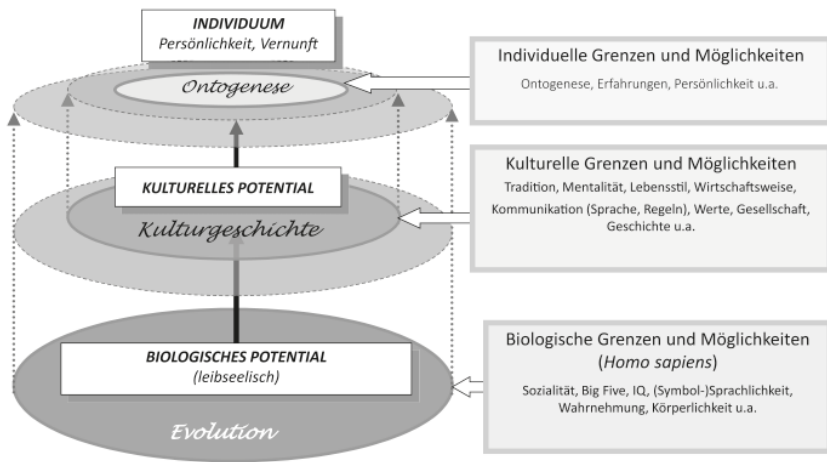 INDIVIDUUM
Persönlichkeit, Vernunft
Ontogenese
Individuelle Grenzen und Möglichkeiten
Ontogenese, Erfahrungen, Persönlichkeit u.a.
KULTURELLES POTENTIAL
Kulturgeschichte
Kulturelle Grenzen und Möglichkeiten
Tradition, Mentalität, Lebensstil, Wirtschaftsweise,
Kommunikation (Sprache, Regeln), Werte, Gesellschaft,
Geschichte u.a.
BIOLOGISCHES POTENTIAL
(leibseelisch)
Evolution
Biologische Grenzen und Möglichkeiten
(Homo sapiens)
Sozialität, Big Five, IQ, (Symbol-)Sprachlichkeit,
Wahrnehmung, Körperlichkeit u.a.